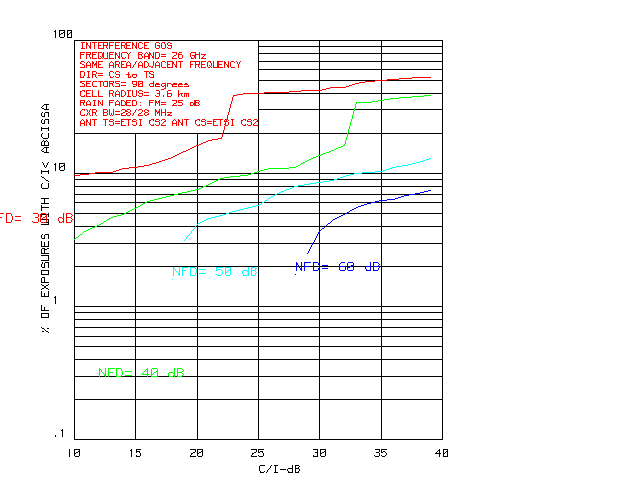 100
INTERFERENCE GOS
FREQUENCY BAND= 26 GHz
SAME AREA/ADJACENT FREQUENCY
DIR= CS to TS
SECTORS= 90 degrees
CELL RADIUS= 3.6 km
RAIN FADED: FM= 25 dB
CXR BW=28/28 MHz
ANT TS=ETSI CS2 ANT CS=ETSI CS2
10
FD= 30 dB
NFD= 50 dB
NFD= 60 dB
% OF EXPOSURES WITH C/I< ABCISSA
1
NFD= 40 dB
.1
10 15 20 25 30 35 40
C/I-dB